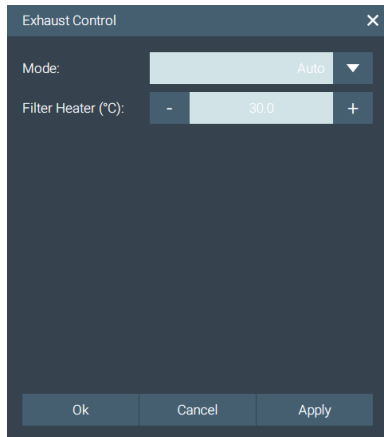 Exhaust Control
Mode: Auto
Filter Heater (°C): - 30.0 +
Ok Cancel Apply